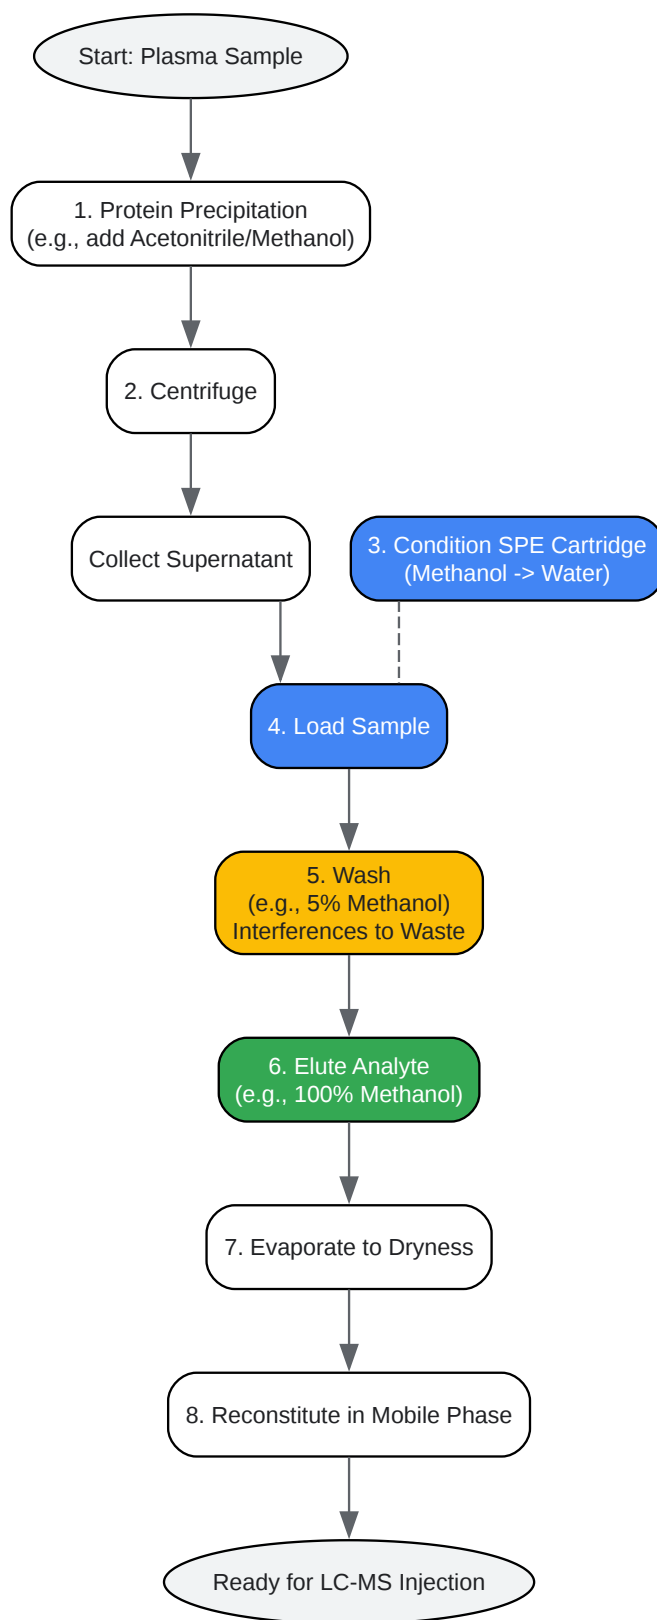 Start: Plasma Sample
1. Protein Precipitation
(e.g., add Acetonitrile/Methanol)
2. Centrifuge
Collect Supernatant
3. Condition SPE Cartridge
(Methanol -> Water)
4. Load Sample
5. Wash
(e.g., 5% Methanol)
Interferences to Waste
6. Elute Analyte
(e.g., 100% Methanol)
7. Evaporate to Dryness
8. Reconstitute in Mobile Phase
Ready for LC-MS Injection